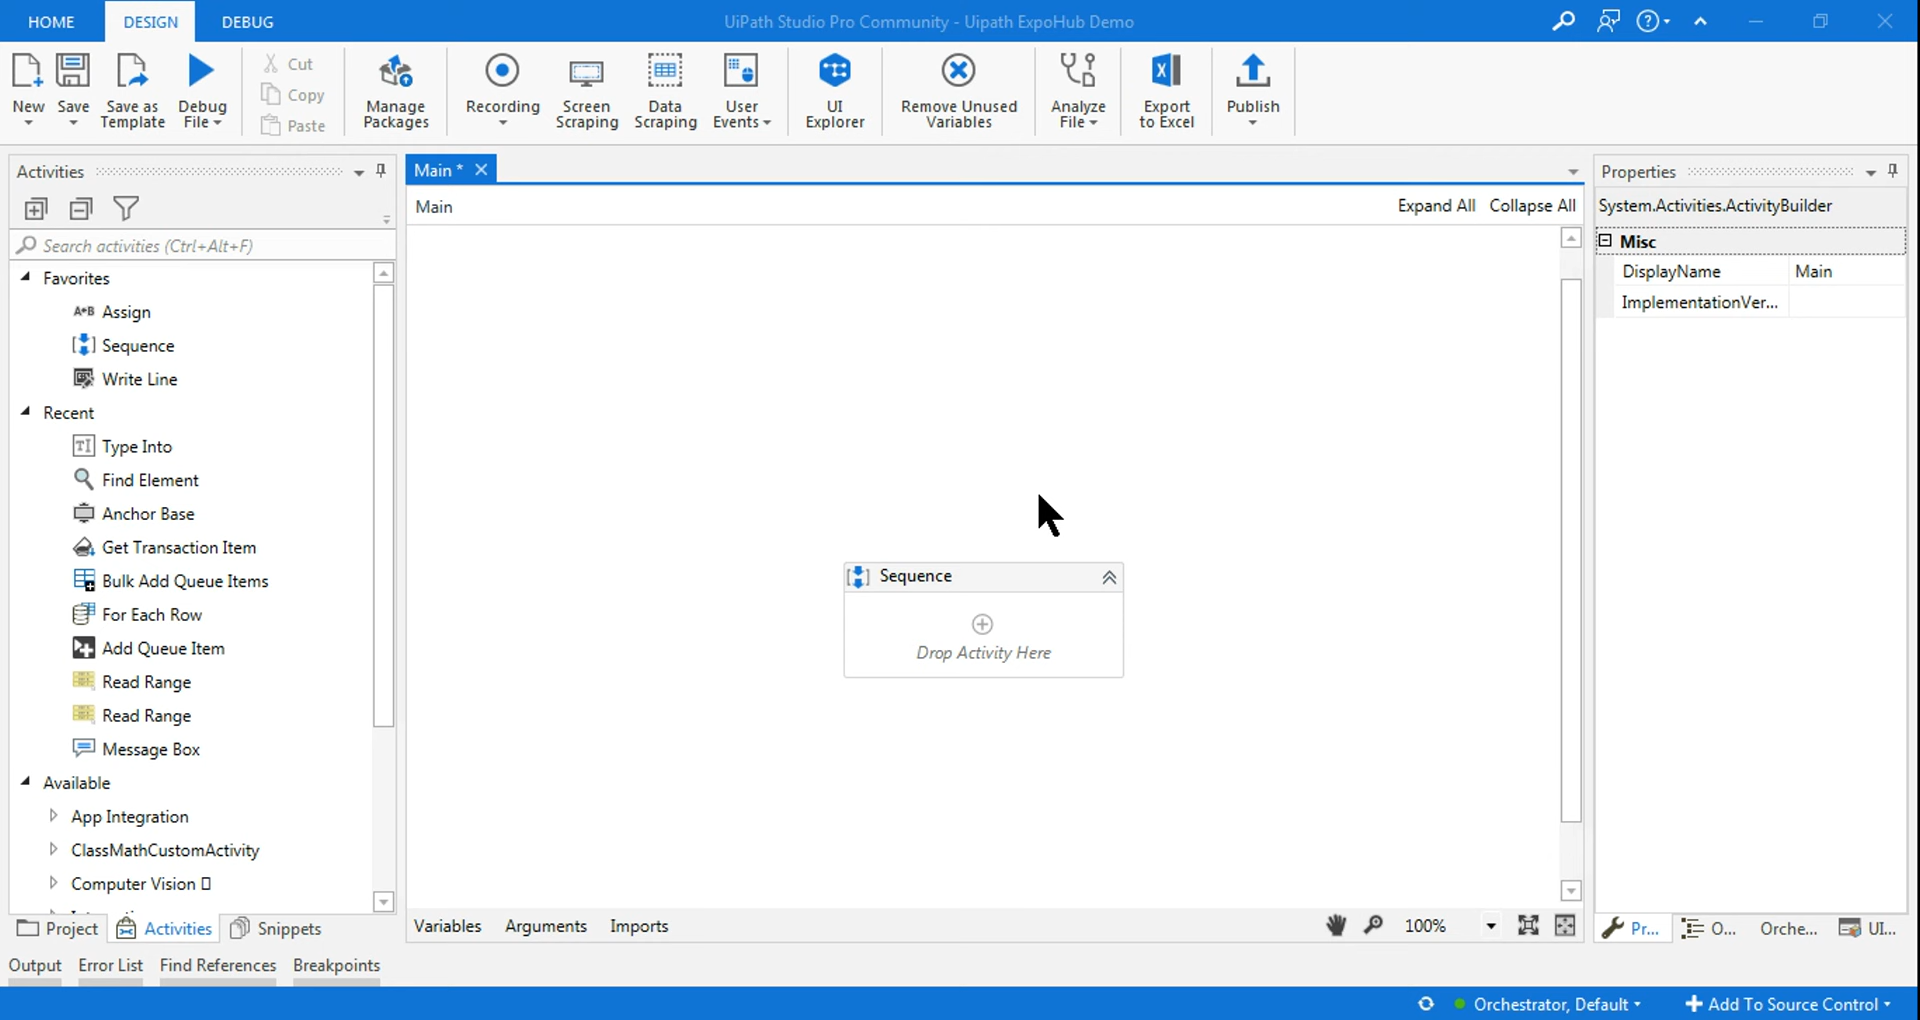 HOME DESIGN DEBUG UiPath Studio Pro Community - Uipath ExpoHub Demo
New Save Save as Template Debug File
Cut
Copy
Paste
Manage Packages
Recording Screen Scraping Data Scraping User Events
UI Explorer
Remove Unused Variables
Analyze File
Export to Excel
Publish
Activities
Search activities (Ctrl+Alt+F)
Favorites
A*B Assign
Sequence
Write Line
Recent
Type Into
Find Element
Anchor Base
Get Transaction Item
Bulk Add Queue Items
For Each Row
Add Queue Item
Read Range
Read Range
Message Box
Available
App Integration
ClassMathCustomActivity
Computer Vision
Project Activities Snippets
Main *
Main Expand All Collapse All
Sequence
Drop Activity Here
Variables Arguments Imports 100%
Properties
System.Activities.ActivityBuilder
Misc
DisplayName Main
ImplementationVer...
Pr... O... Orche... UI...
Output Error List Find References Breakpoints
Orchestrator, Default Add To Source Control